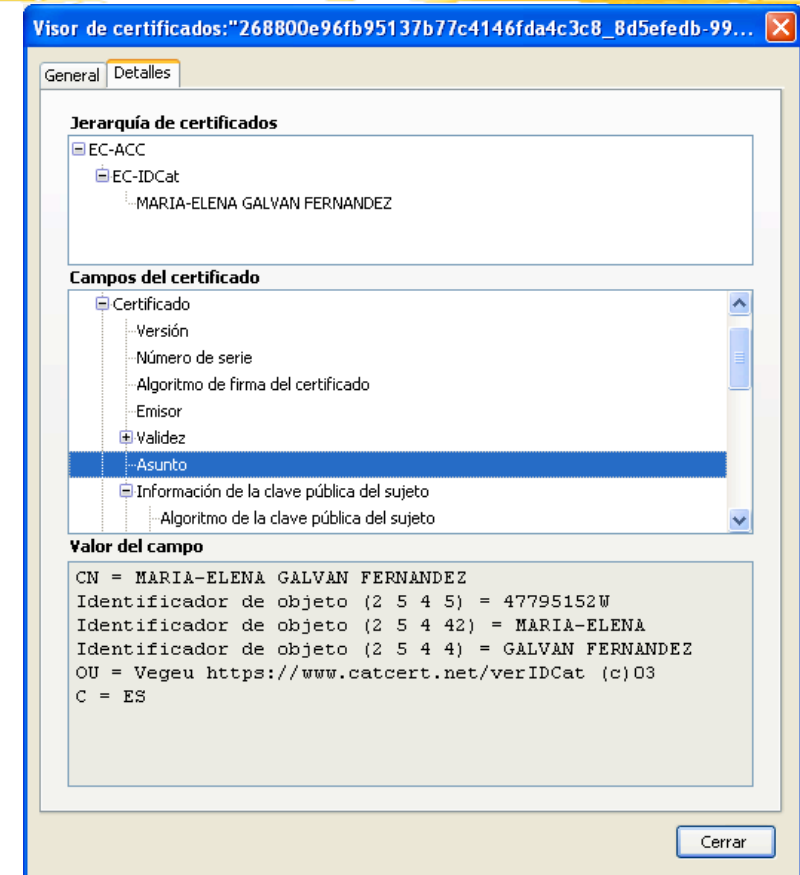 Visor de certificados:"268800e96fb95137b77c4146fda4c3c8_8d5efedb-99...
General Detalles
Jerarquía de certificados
EC-ACC
EC-IDCat
MARIA-ELENA GALVAN FERNANDEZ
Campos del certificado
Certificado
Versión
Número de serie
Algoritmo de firma del certificado
Emisor
Validez
Asunto
Información de la clave pública del sujeto
Algoritmo de la clave pública del sujeto
Valor del campo
CN = MARIA-ELENA GALVAN FERNANDEZ
Identificador de objeto (2 5 4 5) = 47795152W
Identificador de objeto (2 5 4 42) = MARIA-ELENA
Identificador de objeto (2 5 4 4) = GALVAN FERNANDEZ
OU = Vegeu https://www.catcert.net/verIDCat (c)03
C = ES
Cerrar